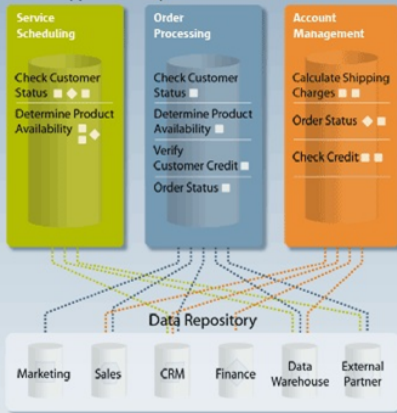 Service
Scheduling
Check Customer
Status
Determine Product
Availability
Order
Processing
Check Customer
Status
Determine Product
Availability
Verify
Customer Credit
Order Status
Account
Management
Calculate Shipping
Charges
Order Status
Check Credit
Data Repository
Marketing
Sales
CRM
Finance
Data
Warehouse
External
Partner